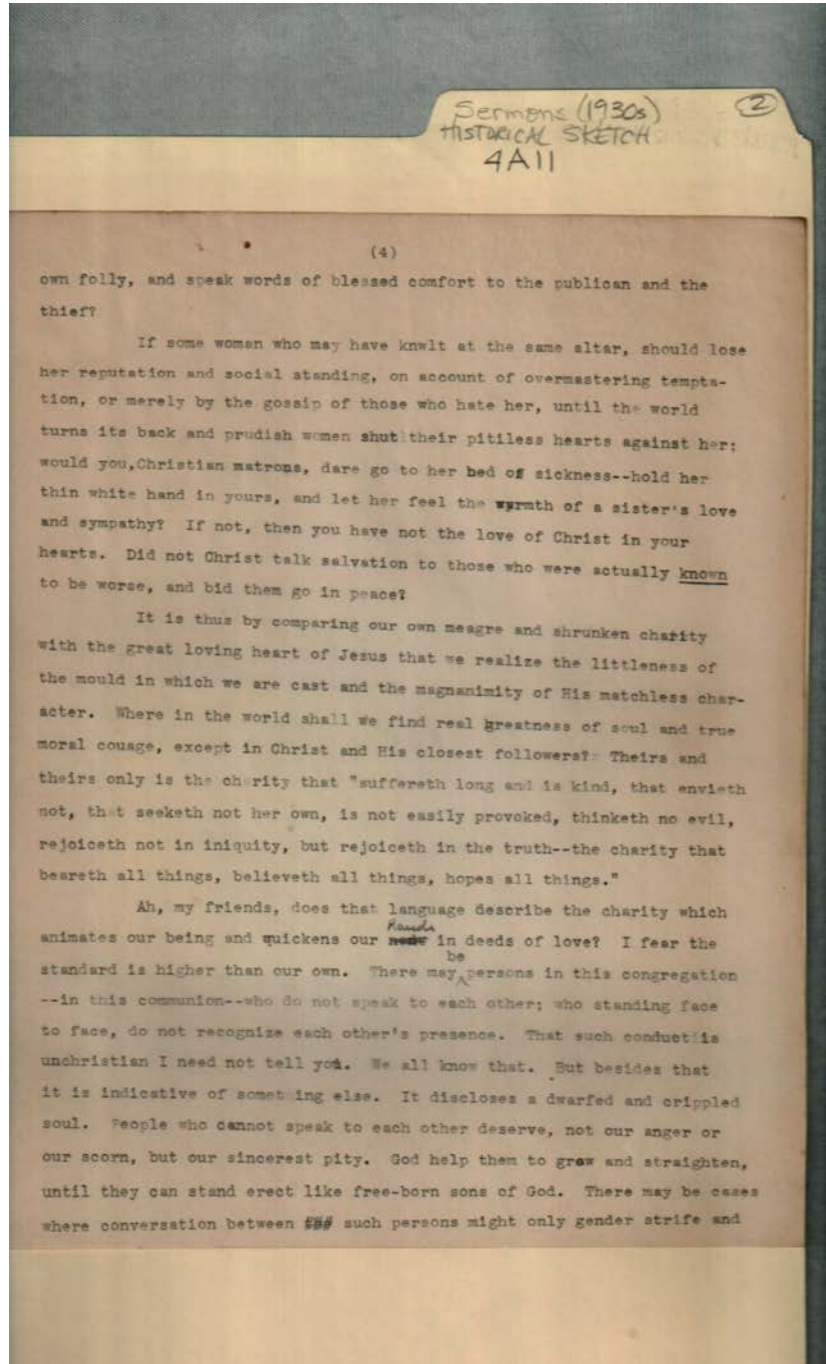 Sermons (1930s) 2
HISTORICAL SKETCH
4A11
(4)
own folly, and speak words of blessed comfort to the publican and the
thief?
If some woman who may have knwlt at the same altar, should lose
her reputation and social standing, on account of overmastering tempta-
tion, or merely by the gossip of those who hate her, until the world
turns its back and prudish women shut their pitiless hearts against her;
would you,Christian matrons, dare go to her bed of sickness--hold her
thin white hand in yours, and let her feel the warmth of a sister's love
and sympathy? If not, then you have not the love of Christ in your
hearts. Did not Christ talk salvation to those who were actually known
to be worse, and bid them go in peace?
It is thus by comparing our own meagre and shrunken charity
with the great loving heart of Jesus that we realize the littleness of
the mould in which we are cast and the magnanimity of His matchless char-
acter. Where in the world shall we find real greatness of soul and true
moral couage, except in Christ and His closest followers? Theirs and
theirs only is the charity that "suffereth long and is kind, that envieth
not, that seeketh not her own, is not easily provoked, thinketh no evil,
rejoiceth not in iniquity, but rejoiceth in the truth--the charity that
beareth all things, believeth all things, hopes all things."
Ah, my friends, does that language describe the charity which
animates our being and quickens our hands in deeds of love? I fear the
standard is higher than our own. There may be persons in this congregation
--in this communion--who do not speak to each other; who standing face
to face, do not recognize each other's presence. That such conduct is
unchristian I need not tell you. We all know that. But besides that
it is indicative of somet ing else. It discloses a dwarfed and crippled
soul. People who cannot speak to each other deserve, not our anger or
our scorn, but our sincerest pity. God help them to grow and straighten,
until they can stand erect like free-born sons of God. There may be cases
where conversation between such persons might only gender strife and